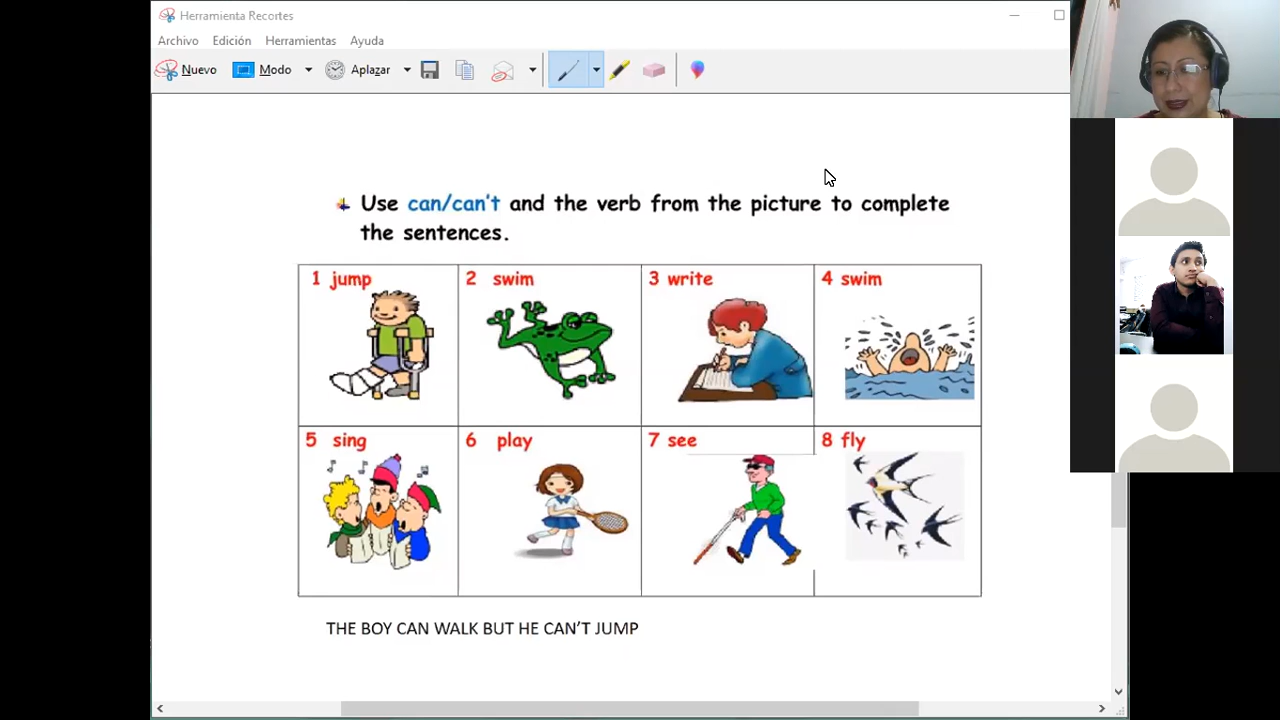 Herramienta Recortes
Archivo Edición Herramientas Ayuda
Nuevo Modo Aplazar
Use can/can't and the verb from the picture to complete
the sentences.
1 jump 2 swim 3 write 4 swim
5 sing 6 play 7 see 8 fly
THE BOY CAN WALK BUT HE CAN'T JUMP